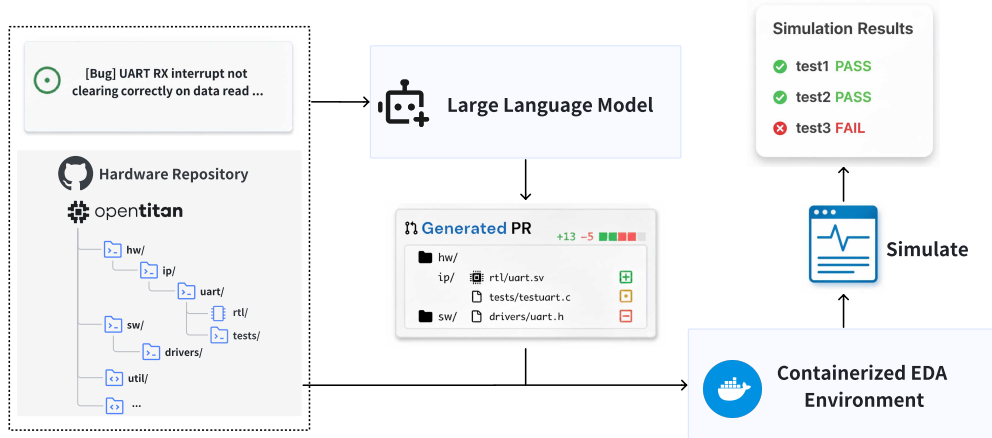 [Bug] UART RX interrupt not
clearing correctly on data read ...
Hardware Repository
opentitan
hw/
ip/
uart/
rtl/
tests/
sw/
drivers/
util/
...
Large Language Model
Generated PR
+13 -5
hw/
ip/ rtl/uart.sv
tests/testuart.c
sw/ drivers/uart.h
Containerized EDA
Environment
Simulate
Simulation Results
test1 PASS
test2 PASS
test3 FAIL